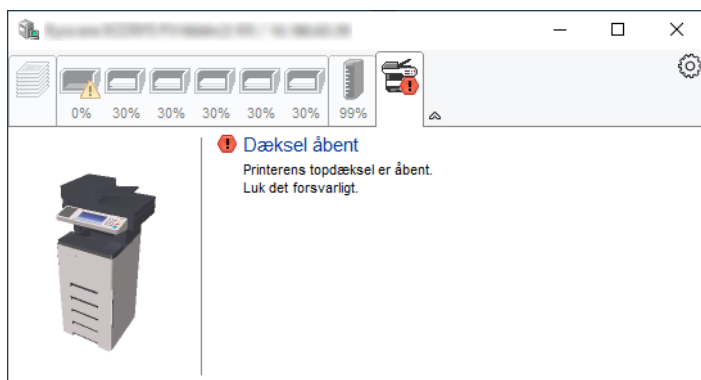 0% 30% 30% 30% 30% 30% 99%
Dæksel åbent
Printerens topdæksel er åbent.
Luk det forsvarligt.